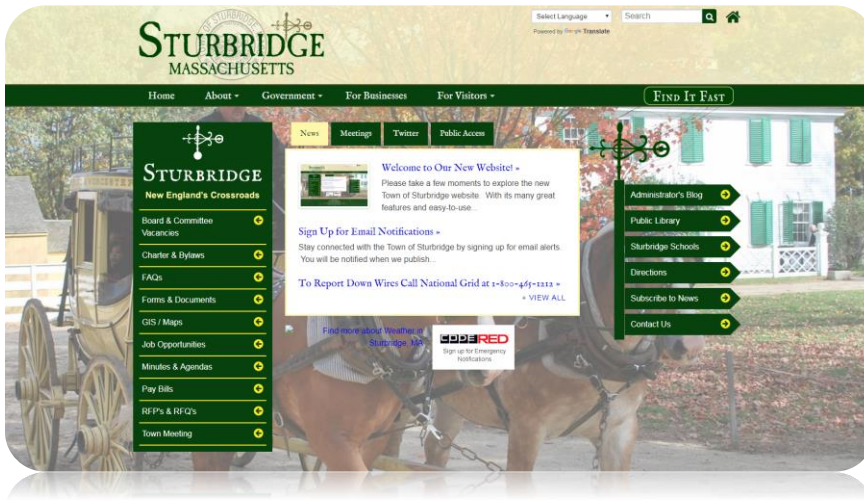 STURBRIDGE
MASSACHUSETTS
Select Language
Search
Powered by Google Translate
Home
About
Government
For Businesses
For Visitors
FIND IT FAST
STURBRIDGE
New England's Crossroads
Board & Committee
Vacancies
Charter & Bylaws
FAQs
Forms & Documents
GIS / Maps
Job Opportunities
Minutes & Agendas
Pay Bills
RFP's & RFQ's
Town Meeting
News
Meetings
Twitter
Public Access
Welcome to Our New Website! »
Please take a few moments to explore the new
Town of Sturbridge website. With its many great
features and easy-to-use...
Sign Up for Email Notifications »
Stay connected with the Town of Sturbridge by signing up for email alerts.
You will be notified when we publish...
To Report Down Wires Call National Grid at 1-800-465-1212 »
+ VIEW ALL
Find more about Weather in
Sturbridge, MA
CODE RED
Sign up for Emergency
Notifications
Administrator's Blog
Public Library
Sturbridge Schools
Directions
Subscribe to News
Contact Us